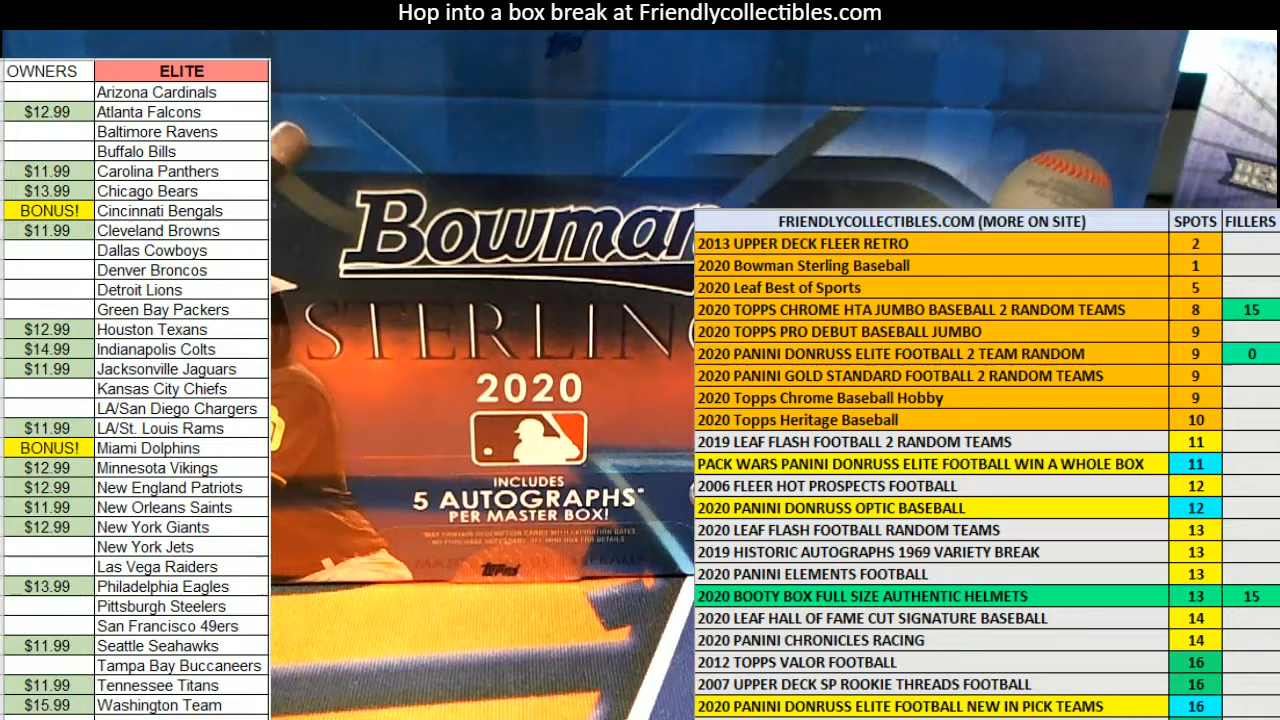 Hop into a box break at Friendlycollectibles.com
OWNERS ELITE
Arizona Cardinals
$12.99 Atlanta Falcons
Baltimore Ravens
Buffalo Bills
$11.99 Carolina Panthers
$13.99 Chicago Bears
BONUS! Cincinnati Bengals
$11.99 Cleveland Browns
Dallas Cowboys
Denver Broncos
Detroit Lions
Green Bay Packers
$12.99 Houston Texans
$14.99 Indianapolis Colts
$11.99 Jacksonville Jaguars
Kansas City Chiefs
LA/San Diego Chargers
$11.99 LA/St. Louis Rams
BONUS! Miami Dolphins
$12.99 Minnesota Vikings
$12.99 New England Patriots
$11.99 New Orleans Saints
$12.99 New York Giants
New York Jets
Las Vegas Raiders
$13.99 Philadelphia Eagles
Pittsburgh Steelers
San Francisco 49ers
$11.99 Seattle Seahawks
Tampa Bay Buccaneers
$11.99 Tennessee Titans
$15.99 Washington Team
Bowman
STERLING
2020
INCLUDES
5 AUTOGRAPHS*
PER MASTER BOX!
topps
FRIENDLYCOLLECTIBLES.COM (MORE ON SITE) SPOTS FILLERS
2013 UPPER DECK FLEER RETRO 2
2020 Bowman Sterling Baseball 1
2020 Leaf Best of Sports 5
2020 TOPPS CHROME HTA JUMBO BASEBALL 2 RANDOM TEAMS 8 15
2020 TOPPS PRO DEBUT BASEBALL JUMBO 9
2020 PANINI DONRUSS ELITE FOOTBALL 2 TEAM RANDOM 9 0
2020 PANINI GOLD STANDARD FOOTBALL 2 RANDOM TEAMS 9
2020 Topps Chrome Baseball Hobby 9
2020 Topps Heritage Baseball 10
2019 LEAF FLASH FOOTBALL 2 RANDOM TEAMS 11
PACK WARS PANINI DONRUSS ELITE FOOTBALL WIN A WHOLE BOX 11
2006 FLEER HOT PROSPECTS FOOTBALL 12
2020 PANINI DONRUSS OPTIC BASEBALL 12
2020 LEAF FLASH FOOTBALL RANDOM TEAMS 13
2019 HISTORIC AUTOGRAPHS 1969 VARIETY BREAK 13
2020 PANINI ELEMENTS FOOTBALL 13
2020 BOOTY BOX FULL SIZE AUTHENTIC HELMETS 13 15
2020 LEAF HALL OF FAME CUT SIGNATURE BASEBALL 14
2020 PANINI CHRONICLES RACING 14
2012 TOPPS VALOR FOOTBALL 16
2007 UPPER DECK SP ROOKIE THREADS FOOTBALL 16
2020 PANINI DONRUSS ELITE FOOTBALL NEW IN PICK TEAMS 16